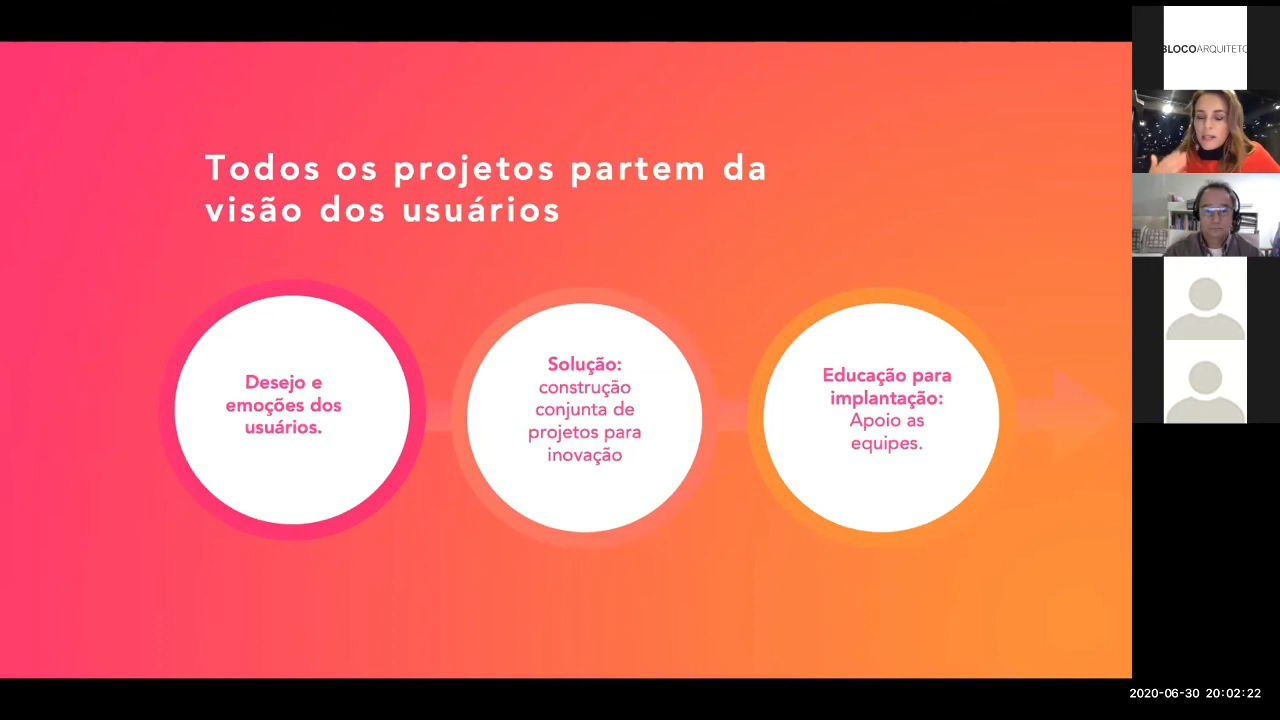 Todos os projetos partem da
visão dos usuários
Desejo e
emoções dos
usuários.
Solução:
construção
conjunta de
projetos para
inovação
Educação para
implantação:
Apoio as
equipes.
BLOCOARQUITETO
2020-06-30 20:02:22